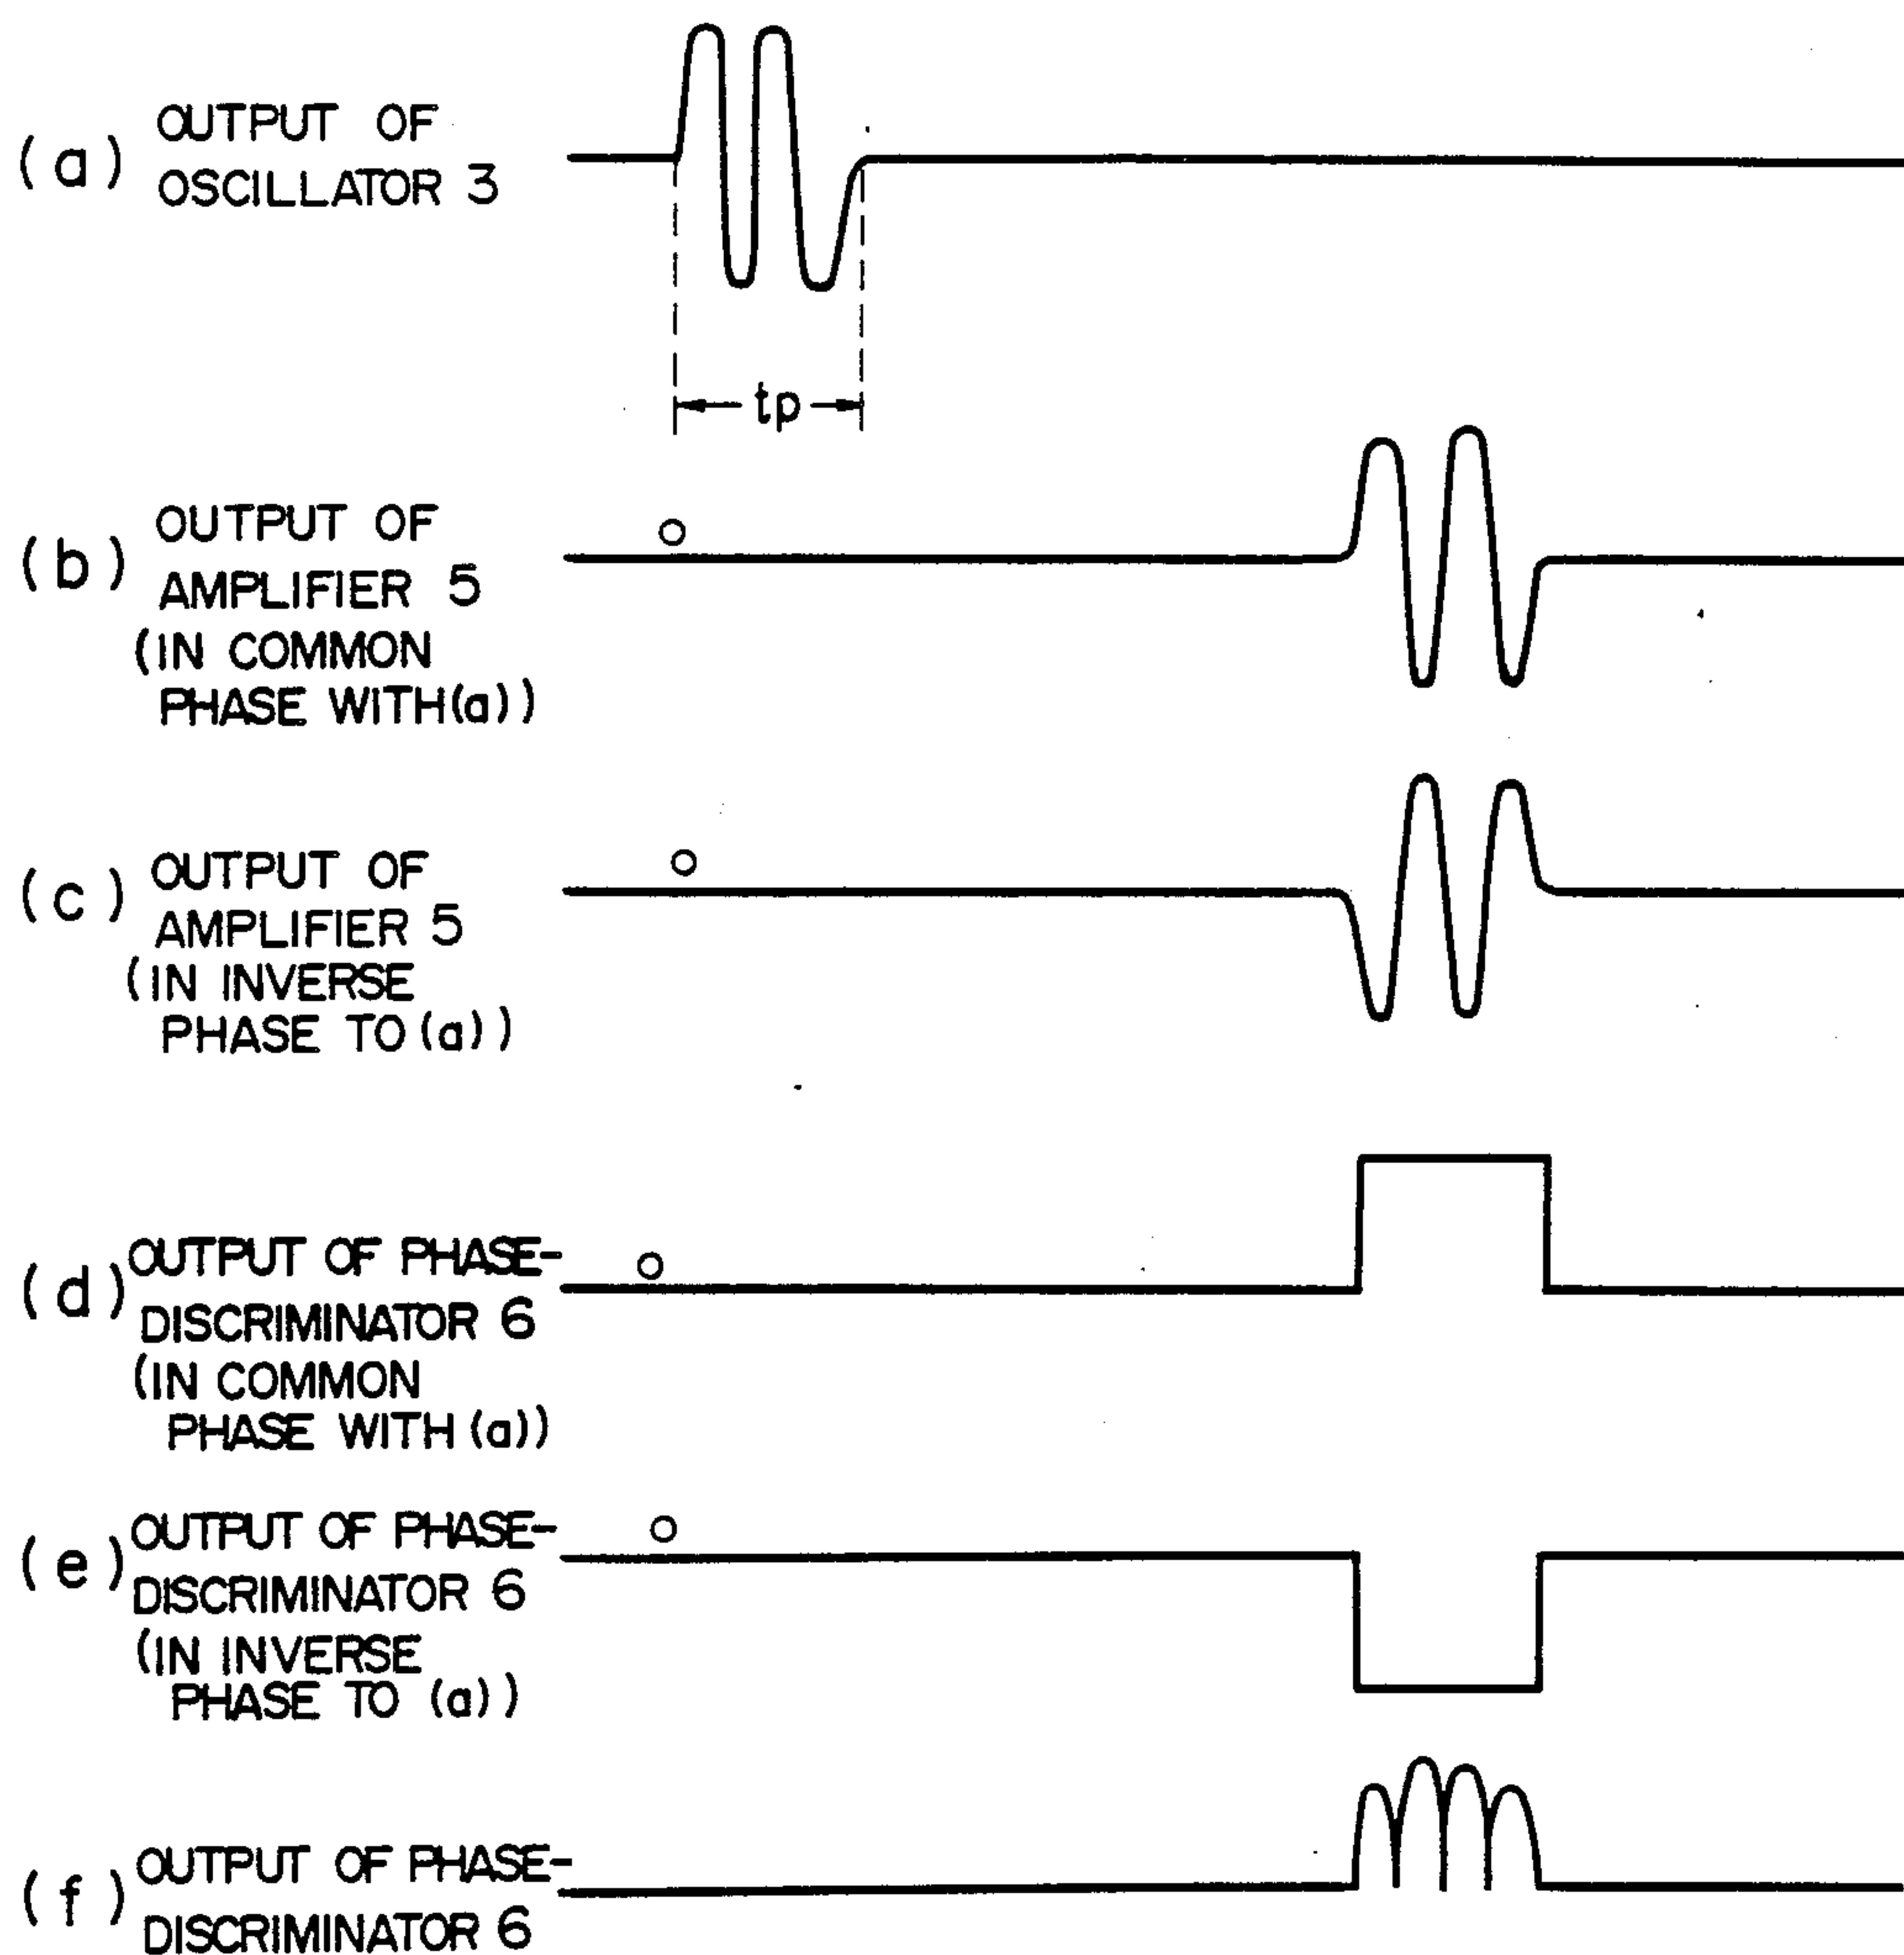 (a) OUTPUT OF
OSCILLATOR 3
tp
(b) OUTPUT OF
AMPLIFIER 5
(IN COMMON
PHASE WITH (a))
O
(c) OUTPUT OF
AMPLIFIER 5
(IN INVERSE
PHASE TO (a))
O
(d) OUTPUT OF PHASE-
DISCRIMINATOR 6
(IN COMMON
PHASE WITH (a))
O
(e) OUTPUT OF PHASE-
DISCRIMINATOR 6
(IN INVERSE
PHASE TO (a))
O
(f) OUTPUT OF PHASE-
DISCRIMINATOR 6